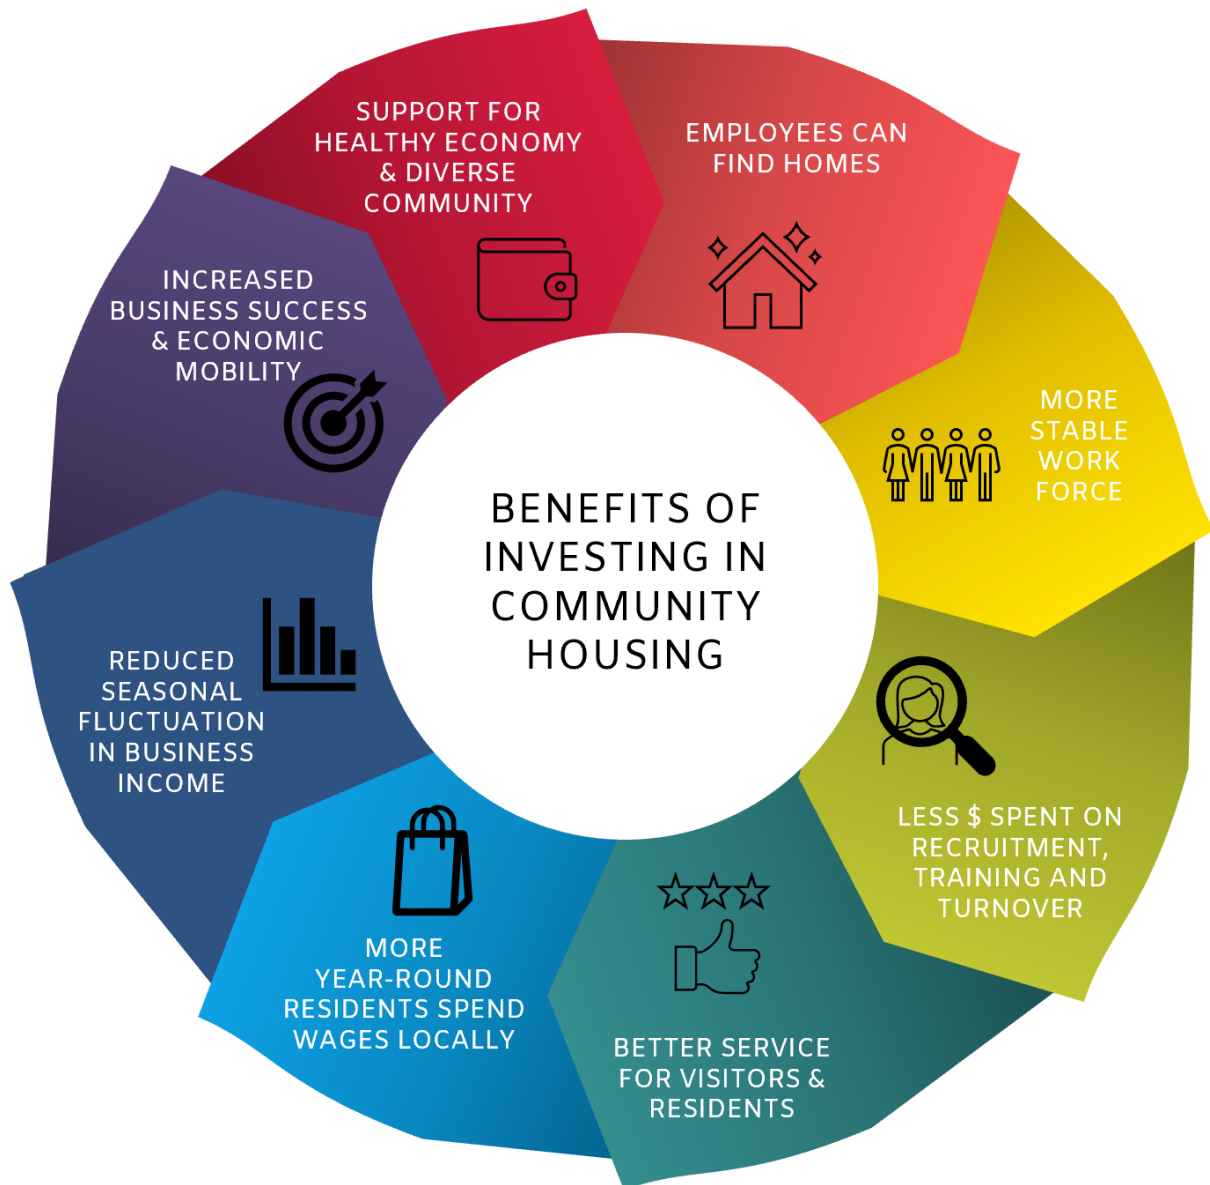 BENEFITS OF
INVESTING IN
COMMUNITY
HOUSING
EMPLOYEES CAN
FIND HOMES
MORE
STABLE
WORK
FORCE
LESS $ SPENT ON
RECRUITMENT,
TRAINING AND
TURNOVER
BETTER SERVICE
FOR VISITORS &
RESIDENTS
MORE
YEAR-ROUND
RESIDENTS SPEND
WAGES LOCALLY
REDUCED
SEASONAL
FLUCTUATION
IN BUSINESS
INCOME
INCREASED
BUSINESS SUCCESS
& ECONOMIC
MOBILITY
SUPPORT FOR
HEALTHY ECONOMY
& DIVERSE
COMMUNITY